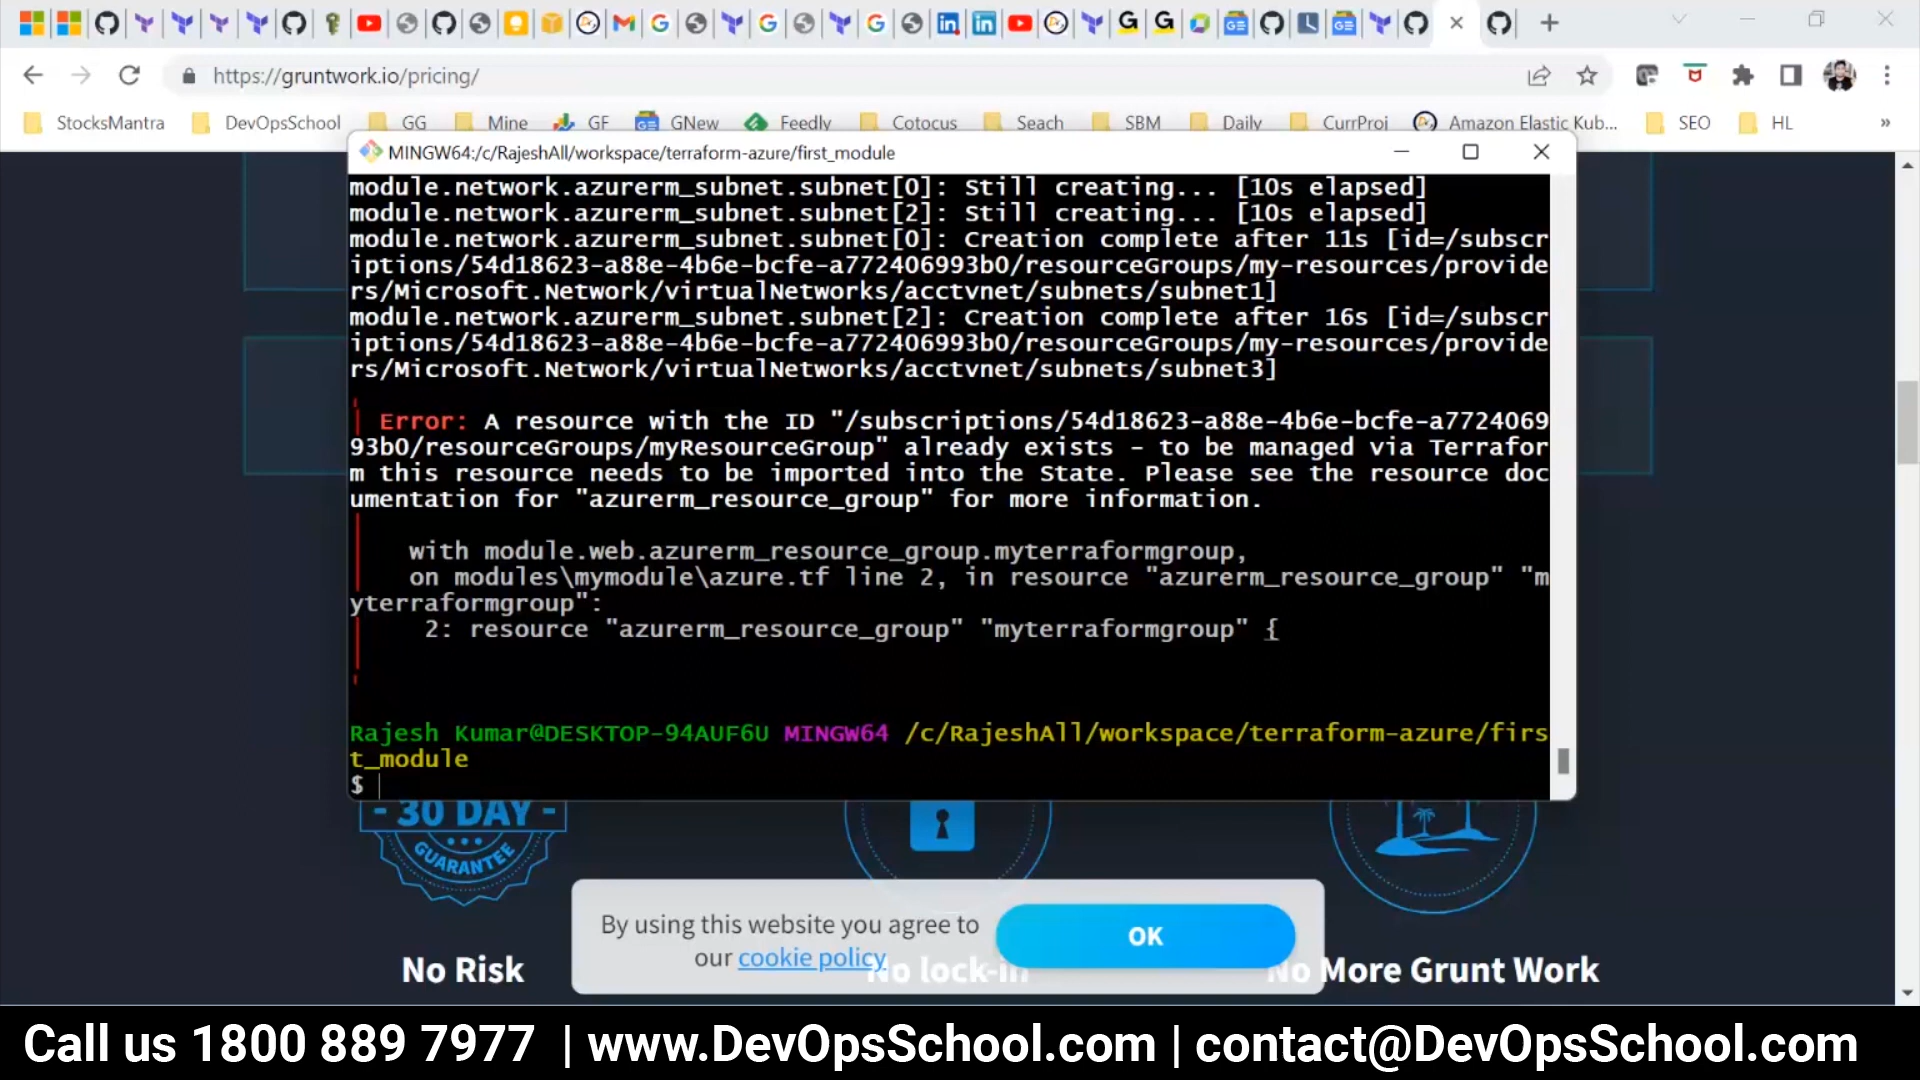 https://gruntwork.io/pricing/
StocksMantra
DevOpsSchool
GG
Mine
GF
GNew
Feedly
Cotocus
Seach
SBM
Daily
CurrProj
Amazon Elastic Kub...
SEO
HL
»
MINGW64:/c/RajeshAll/workspace/terraform-azure/first_module
module.network.azurerm_subnet.subnet[0]: Still creating... [10s elapsed]
module.network.azurerm_subnet.subnet[2]: Still creating... [10s elapsed]
module.network.azurerm_subnet.subnet[0]: Creation complete after 11s [id=/subscr
iptions/54d18623-a88e-4b6e-bcfe-a772406993b0/resourceGroups/my-resources/provide
rs/Microsoft.Network/virtualNetworks/acctvnet/subnets/subnet1]
module.network.azurerm_subnet.subnet[2]: Creation complete after 16s [id=/subscr
iptions/54d18623-a88e-4b6e-bcfe-a772406993b0/resourceGroups/my-resources/provide
rs/Microsoft.Network/virtualNetworks/acctvnet/subnets/subnet3]
Error: A resource with the ID "/subscriptions/54d18623-a88e-4b6e-bcfe-a7724069
93b0/resourceGroups/myResourceGroup" already exists - to be managed via Terrafor
m this resource needs to be imported into the State. Please see the resource doc
umentation for "azurerm_resource_group" for more information.
with module.web.azurerm_resource_group.myterraformgroup,
on modules\mymodule\azure.tf line 2, in resource "azurerm_resource_group" "m
yterraformgroup":
2: resource "azurerm_resource_group" "myterraformgroup" {
Rajesh Kumar@DESKTOP-94AUF6U MINGW64 /c/RajeshAll/workspace/terraform-azure/firs
t_module
$
- 30 DAY -
GUARANTEE
By using this website you agree to
our cookie policy
OK
No Risk
No lock-in
No More Grunt Work
Call us 1800 889 7977 | www.DevOpsSchool.com | contact@DevOpsSchool.com